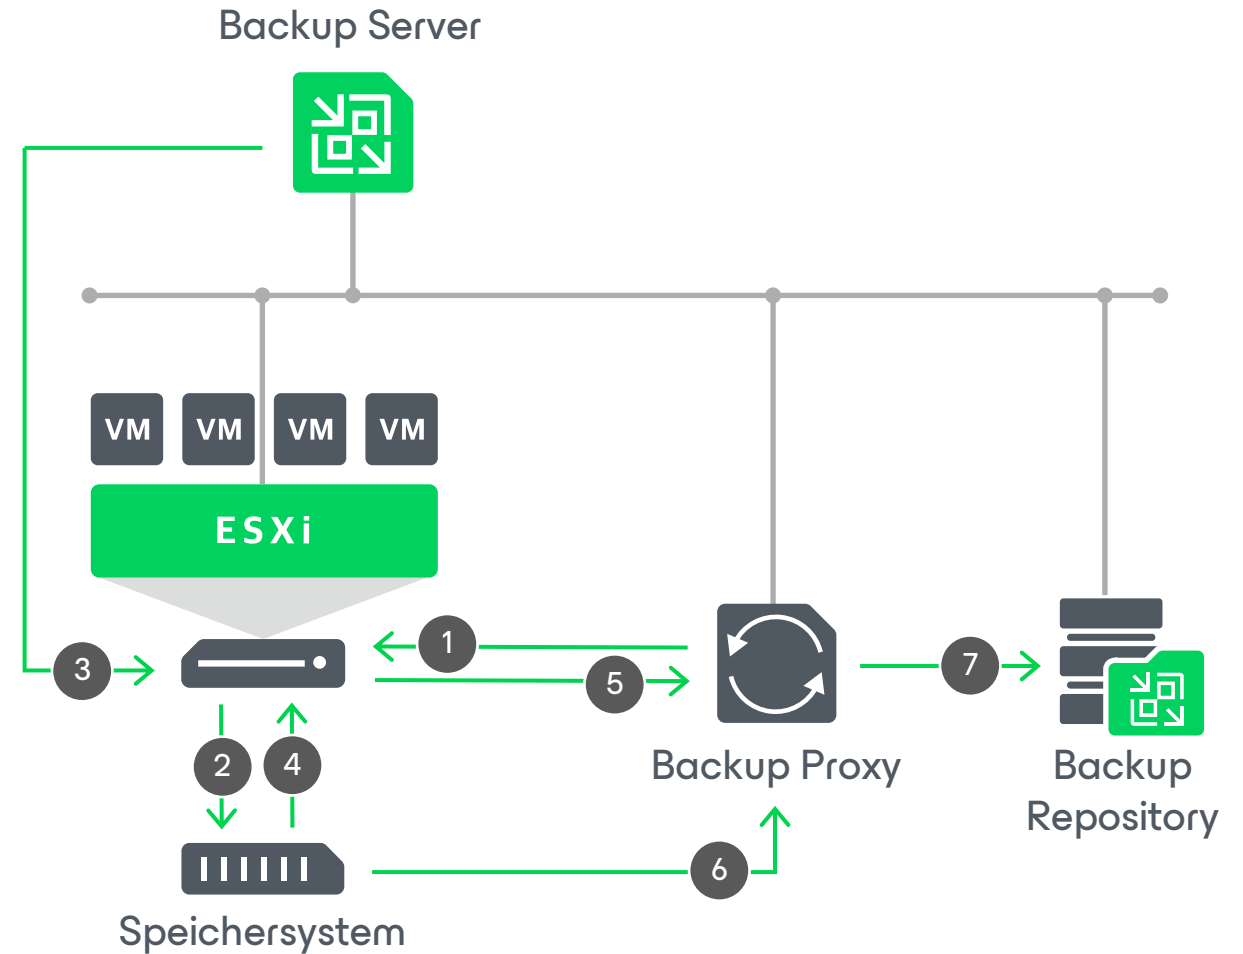 Backup Server
VM VM VM VM
ESXi
1
3
5
7
2
4
Backup Proxy
Backup
Repository
6
Speichersystem